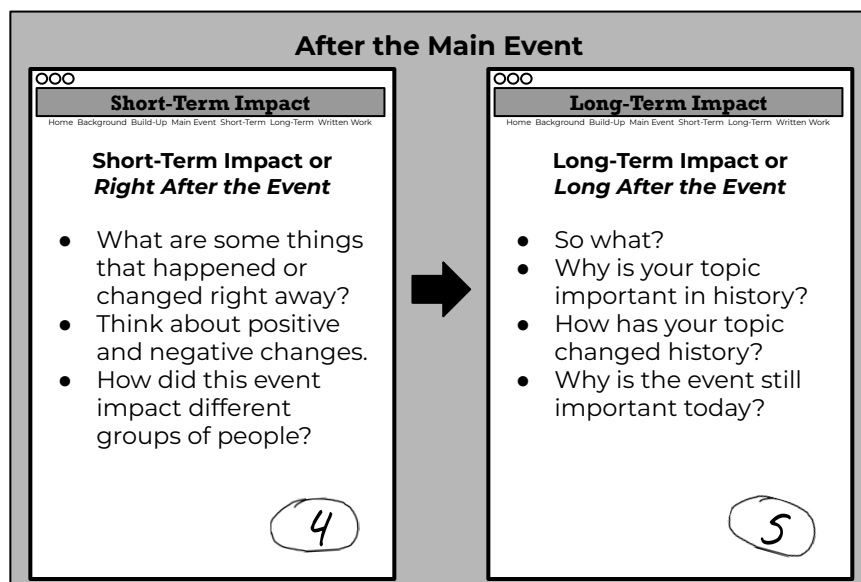 After the Main Event
Short-Term Impact
Home Background Build-Up Main Event Short-Term Long-Term Written Work
Short-Term Impact or
Right After the Event
● What are some things
that happened or
changed right away?
● Think about positive
and negative changes.
● How did this event
impact different
groups of people?
4
Long-Term Impact
Home Background Build-Up Main Event Short-Term Long-Term Written Work
Long-Term Impact or
Long After the Event
● So what?
● Why is your topic
important in history?
● How has your topic
changed history?
● Why is the event still
important today?
5